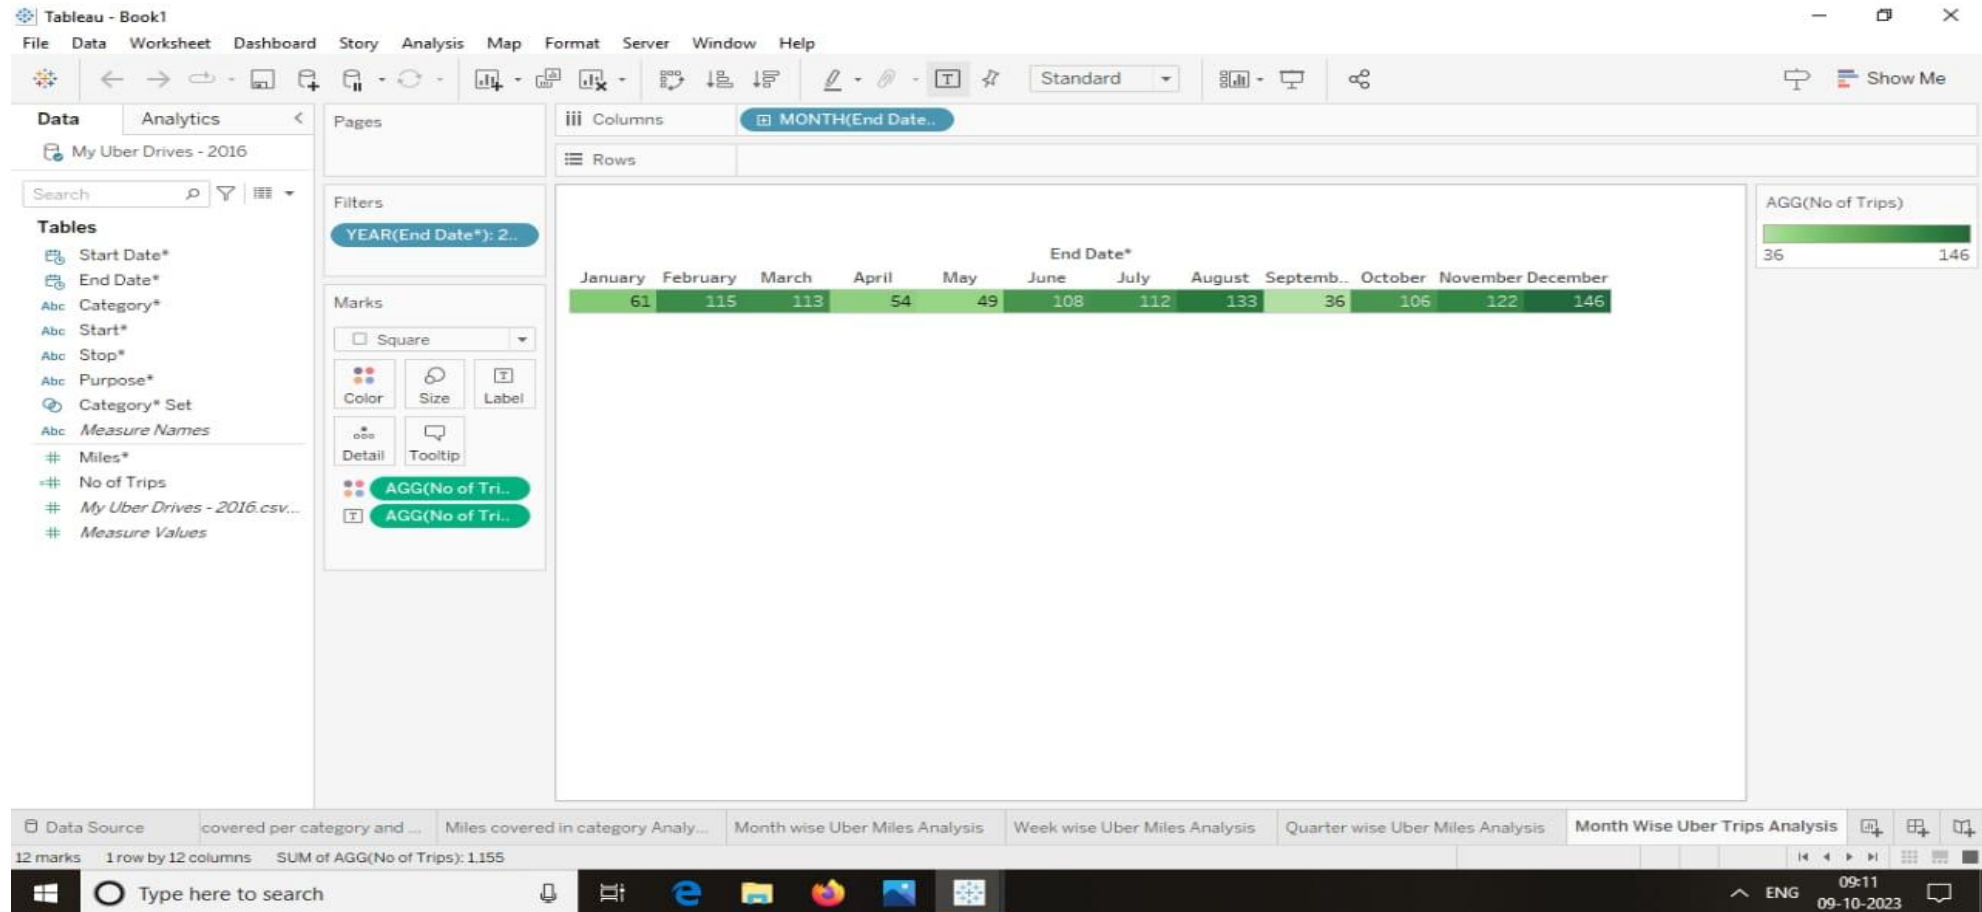 Tableau - Book1
File Data Worksheet Dashboard Story Analysis Map Format Server Window Help
Standard
Show Me
Data Analytics
My Uber Drives - 2016
Search
Tables
Start Date*
End Date*
Abc Category*
Abc Start*
Abc Stop*
Abc Purpose*
Category* Set
Abc Measure Names
# Miles*
=# No of Trips
# My Uber Drives - 2016.csv...
# Measure Values
Pages
Filters
YEAR(End Date*): 2..
Marks
Square
Color Size Label
Detail Tooltip
AGG(No of Tri..
AGG(No of Tri..
Columns MONTH(End Date..
Rows
End Date*
January February March April May June July August Septemb.. October November December
61 115 113 54 49 108 112 133 36 106 122 146
AGG(No of Trips)
36 146
Data Source covered per category and ... Miles covered in category Analy... Month wise Uber Miles Analysis Week wise Uber Miles Analysis Quarter wise Uber Miles Analysis Month Wise Uber Trips Analysis
12 marks 1 row by 12 columns SUM of AGG(No of Trips): 1,155
Type here to search
ENG
09:11
09-10-2023